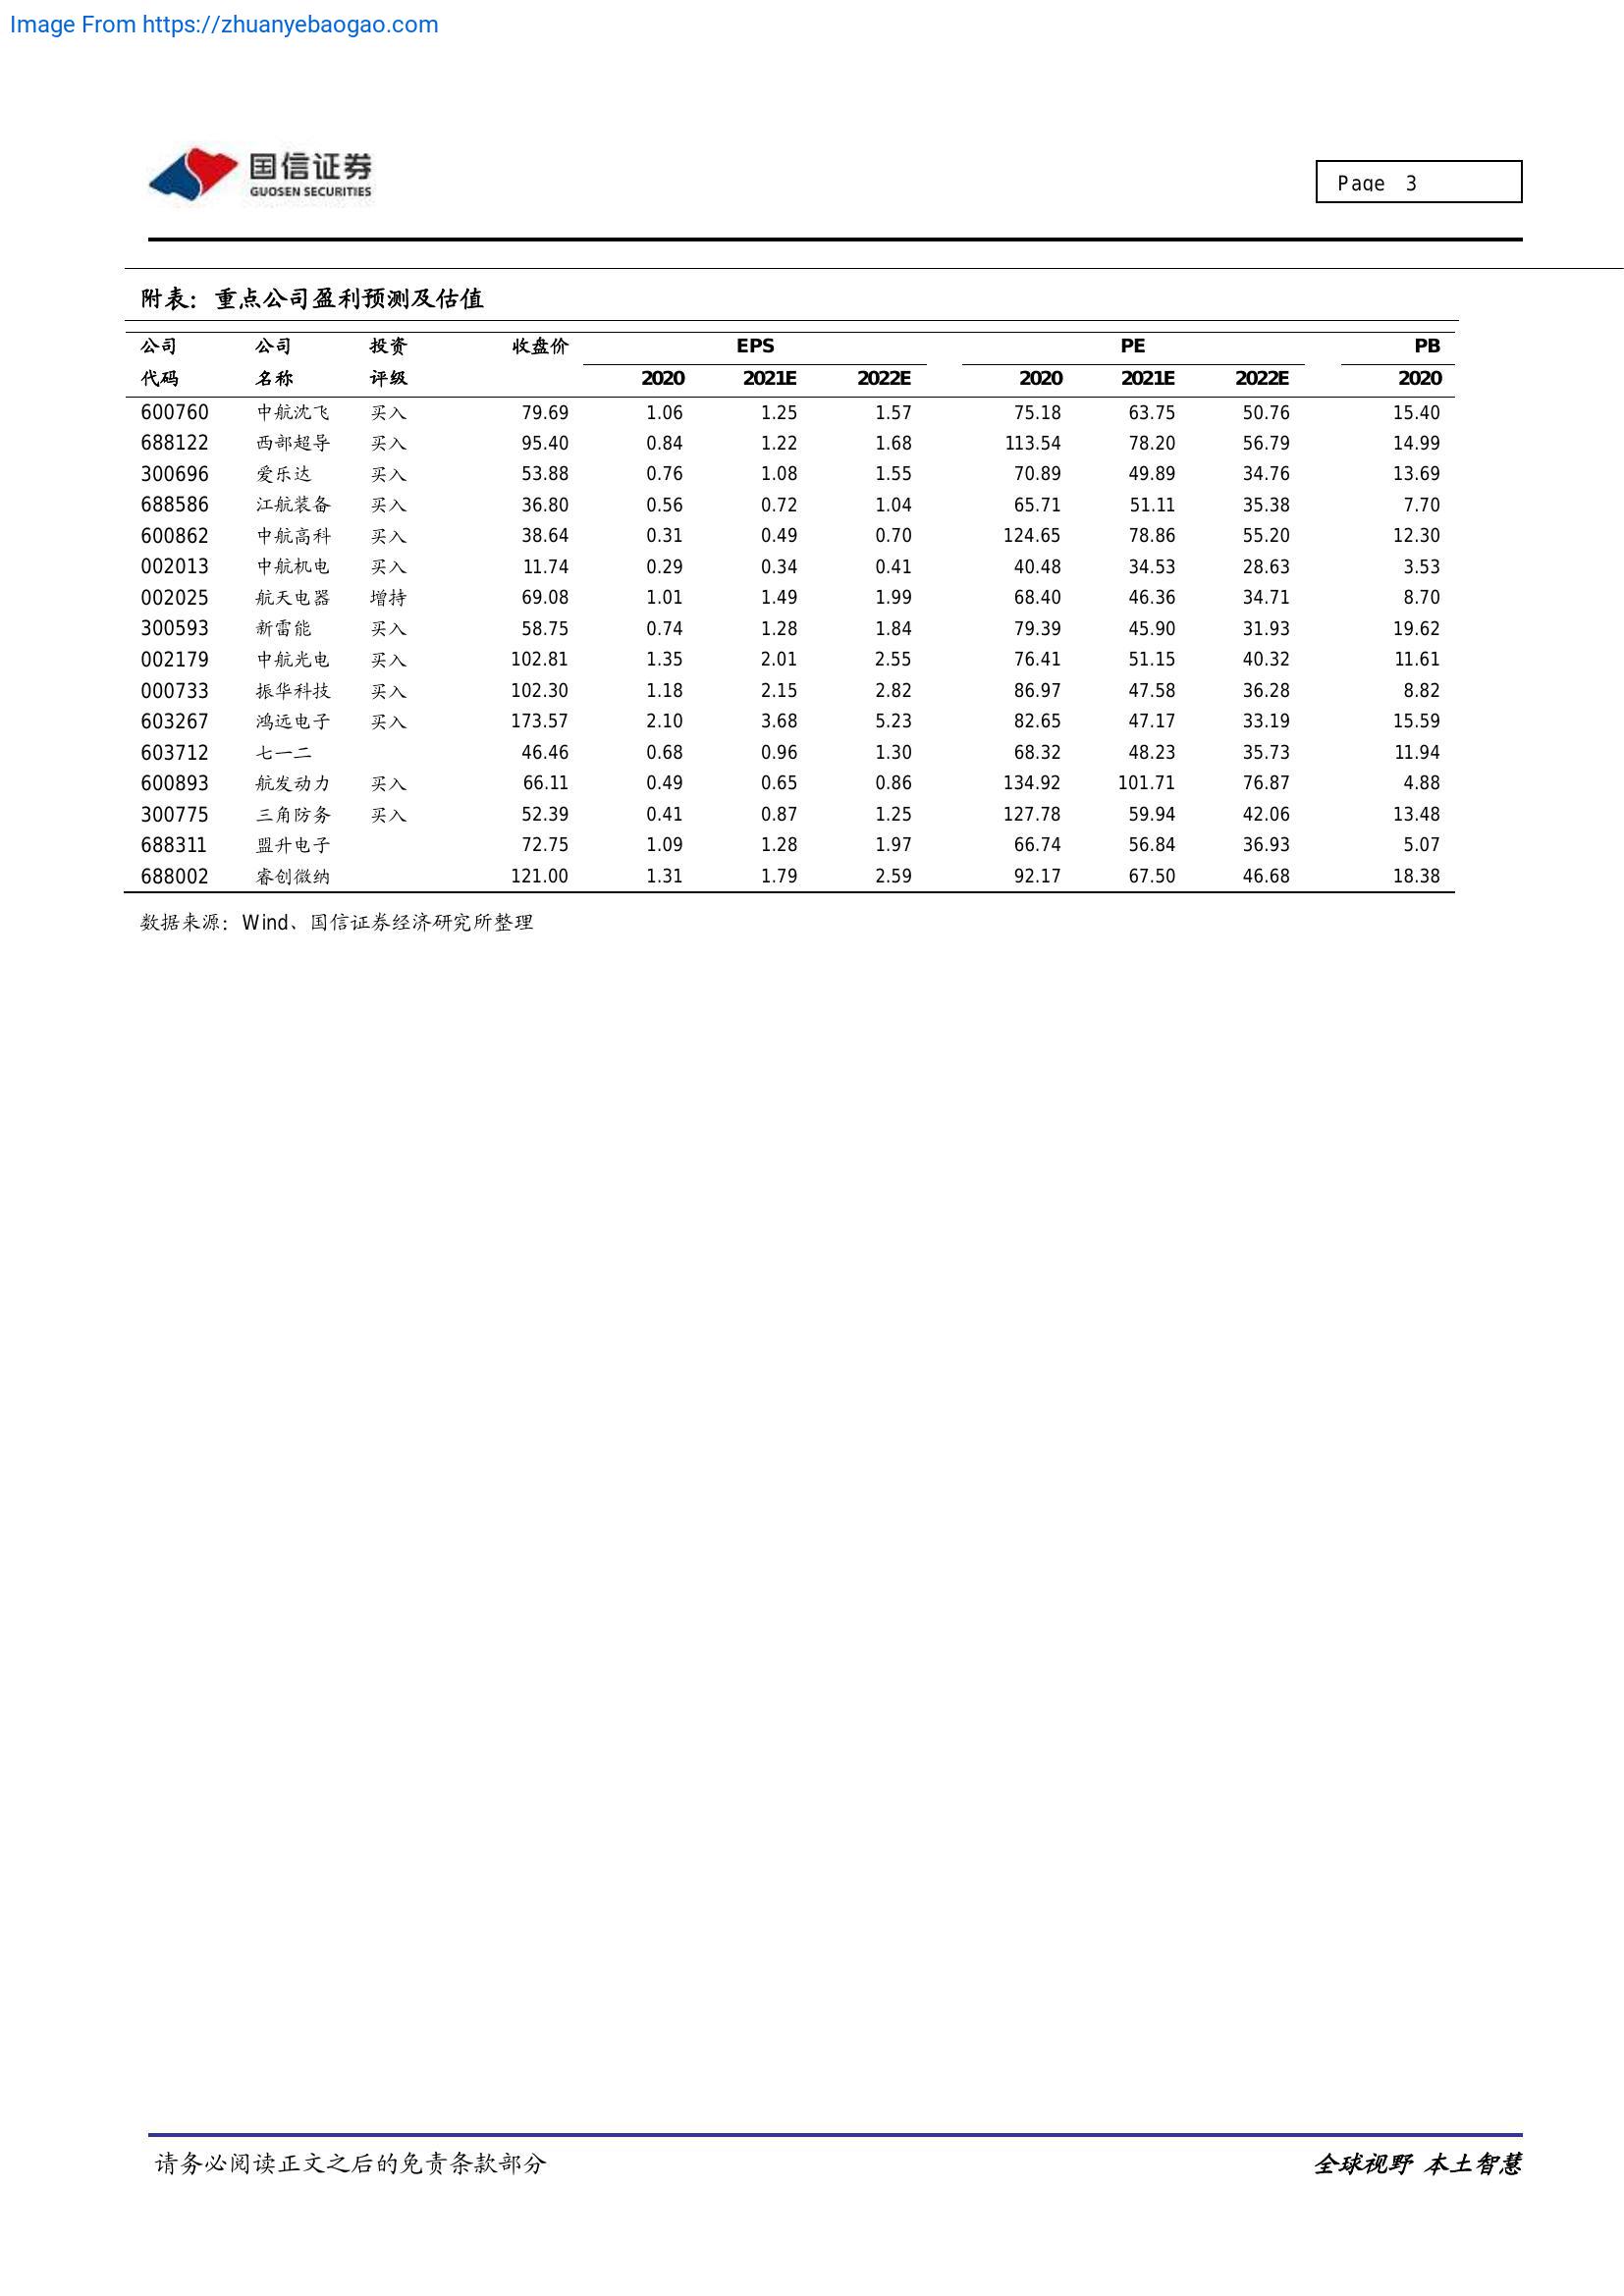 Image From https://zhuanyebaogao.com
国信证券
GUOSEN SECURITIES
Page 3
附表：重点公司盈利预测及估值
公司 公司 投资 收盘价 EPS PE PB
代码 名称 评级 2020 2021E 2022E 2020 2021E 2022E 2020
600760 中航沈飞 买入 79.69 1.06 1.25 1.57 75.18 63.75 50.76 15.40
688122 西部超导 买入 95.40 0.84 1.22 1.68 113.54 78.20 56.79 14.99
300696 爱乐达 买入 53.88 0.76 1.08 1.55 70.89 49.89 34.76 13.69
688586 江航装备 买入 36.80 0.56 0.72 1.04 65.71 51.11 35.38 7.70
600862 中航高科 买入 38.64 0.31 0.49 0.70 124.65 78.86 55.20 12.30
002013 中航机电 买入 11.74 0.29 0.34 0.41 40.48 34.53 28.63 3.53
002025 航天电器 增持 69.08 1.01 1.49 1.99 68.40 46.36 34.71 8.70
300593 新雷能 买入 58.75 0.74 1.28 1.84 79.39 45.90 31.93 19.62
002179 中航光电 买入 102.81 1.35 2.01 2.55 76.41 51.15 40.32 11.61
000733 振华科技 买入 102.30 1.18 2.15 2.82 86.97 47.58 36.28 8.82
603267 鸿远电子 买入 173.57 2.10 3.68 5.23 82.65 47.17 33.19 15.59
603712 七一二 46.46 0.68 0.96 1.30 68.32 48.23 35.73 11.94
600893 航发动力 买入 66.11 0.49 0.65 0.86 134.92 101.71 76.87 4.88
300775 三角防务 买入 52.39 0.41 0.87 1.25 127.78 59.94 42.06 13.48
688311 盟升电子 72.75 1.09 1.28 1.97 66.74 56.84 36.93 5.07
688002 睿创微纳 121.00 1.31 1.79 2.59 92.17 67.50 46.68 18.38
数据来源：Wind、国信证券经济研究所整理
请务必阅读正文之后的免责条款部分 全球视野 本土智慧